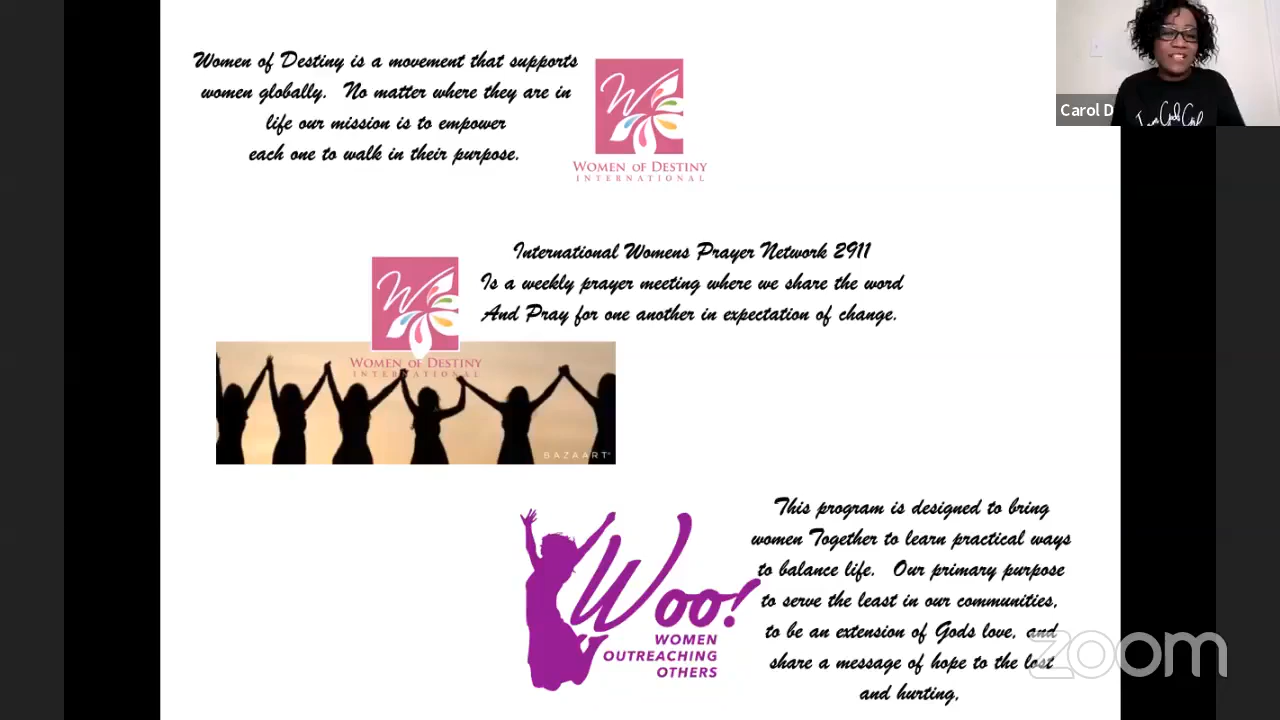 Women of Destiny is a movement that supports
women globally. No matter where they are in
life our mission is to empower
each one to walk in their purpose.
W
WOMEN OF DESTINY
INTERNATIONAL
Carol D
I am God's Girl
International Womens Prayer Network 2911
Is a weekly prayer meeting where we share the word
And Pray for one another in expectation of change.
W
WOMEN OF DESTINY
INTERNATIONAL
BAZAART
Woo!
WOMEN
OUTREACHING
OTHERS
This program is designed to bring
women Together to learn practical ways
to balance life. Our primary purpose
to serve the least in our communities,
to be an extension of Gods love, and
share a message of hope to the lost
and hurting,
zoom